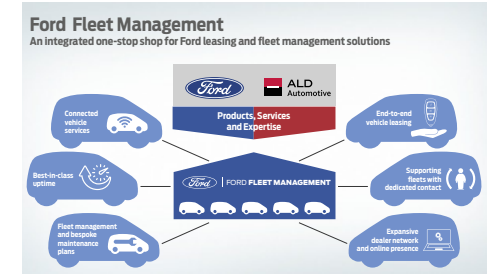 Ford Fleet Management
An integrated one-stop shop for Ford leasing and fleet management solutions
Ford
ALD
Automotive
Products, Services
and Expertise
Connected
vehicle
services
End-to-end
vehicle leasing
Best-in-class
uptime
Ford | FORD FLEET MANAGEMENT
Supporting
fleets with
dedicated contact
Fleet management
and bespoke
maintenance
plans
Expansive
dealer network
and online presence